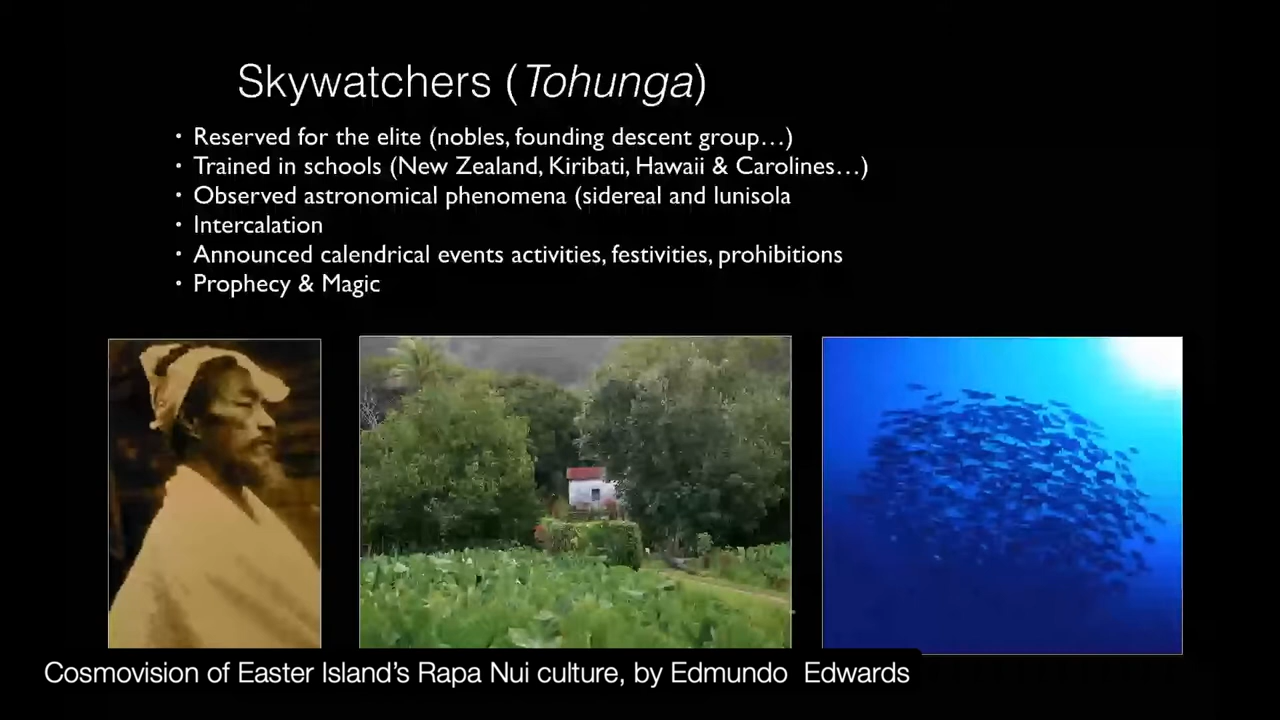 Skywatchers (Tohunga)
• Reserved for the elite (nobles, founding descent group…)
• Trained in schools (New Zealand, Kiribati, Hawaii & Carolines…)
• Observed astronomical phenomena (sidereal and lunisola
• Intercalation
• Announced calendrical events activities, festivities, prohibitions
• Prophecy & Magic
Cosmovision of Easter Island’s Rapa Nui culture, by Edmundo  Edwards